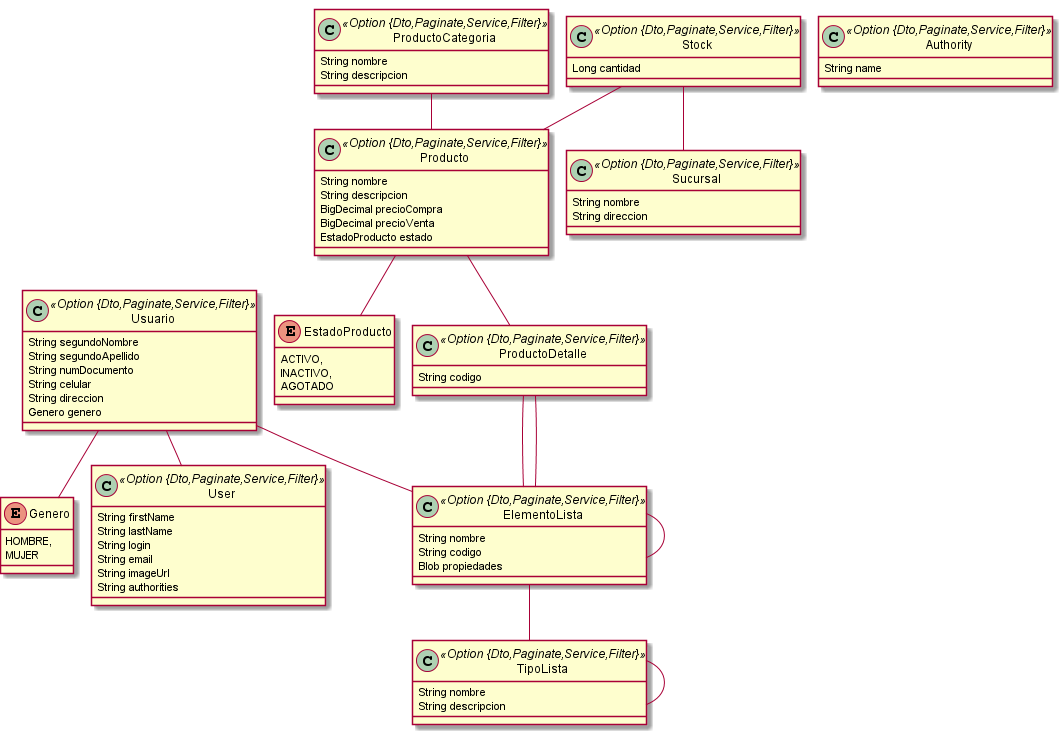 C «Option {Dto,Paginate,Service,Filter}»
ProductoCategoria
String nombre
String descripcion
C «Option {Dto,Paginate,Service,Filter}»
Stock
Long cantidad
C «Option {Dto,Paginate,Service,Filter}»
Authority
String name
C «Option {Dto,Paginate,Service,Filter}»
Producto
String nombre
String descripcion
BigDecimal precioCompra
BigDecimal precioVenta
EstadoProducto estado
C «Option {Dto,Paginate,Service,Filter}»
Sucursal
String nombre
String direccion
C «Option {Dto,Paginate,Service,Filter}»
Usuario
String segundoNombre
String segundoApellido
String numDocumento
String celular
String direccion
Genero genero
E EstadoProducto
ACTIVO,
INACTIVO,
AGOTADO
C «Option {Dto,Paginate,Service,Filter}»
ProductoDetalle
String codigo
E Genero
HOMBRE,
MUJER
C «Option {Dto,Paginate,Service,Filter}»
User
String firstName
String lastName
String login
String email
String imageUrl
String authorities
C «Option {Dto,Paginate,Service,Filter}»
ElementoLista
String nombre
String codigo
Blob propiedades
C «Option {Dto,Paginate,Service,Filter}»
TipoLista
String nombre
String descripcion